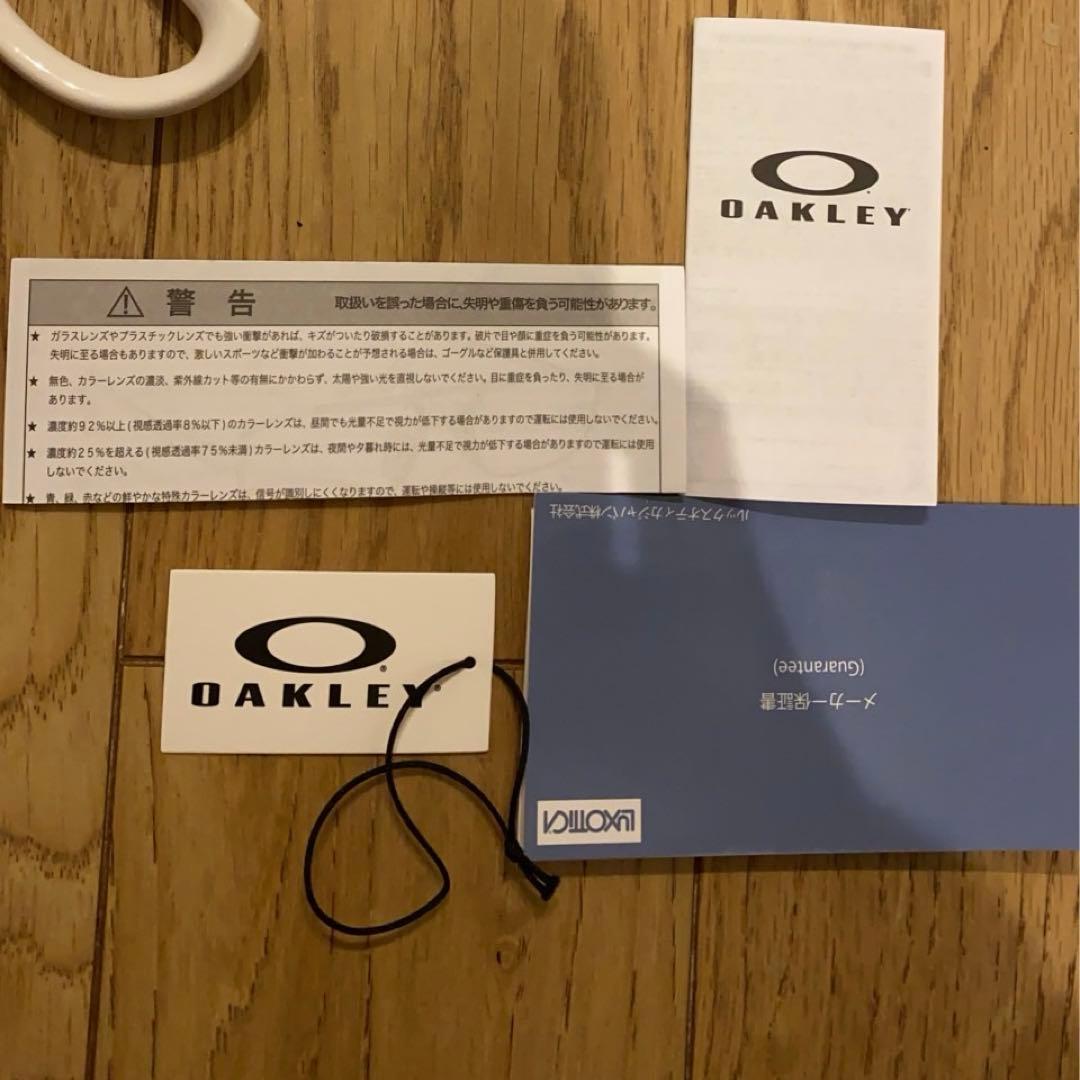 OAKLEY
警告 取扱いを誤った場合に、失明や重傷を負う可能性があります。
★ ガラスレンズやプラスチックレンズでも強い衝撃があれば、キズがついたり破損することがあります。破片で目や顔に重症を負う可能性があります。
失明に至る場合もありますので、激しいスポーツなど衝撃が加わることが予想される場合は、ゴーグルなど保護具と併用してください。
★ 無色、カラーレンズの濃淡、紫外線カット等の有無にかかわらず、太陽や強い光を直視しないでください。目に重症を負ったり、失明に至る場合が
あります。
★ 濃度約92%以上(視感透過率8%以下)のカラーレンズは、昼間でも光量不足で視力が低下する場合がありますので運転には使用しないでください。
★ 濃度約25%を超える(視感透過率75%未満)カラーレンズは、夜間や夕暮れ時には、光量不足で視力が低下する場合がありますので運転には使用
しないでください。
★ 青、緑、赤などの鮮やかな特殊カラーレンズは、信号が識別しにくくなりますので、運転や操縦等には使用しないでください。
OAKLEY
メーカー保証書
(Guarantee)
LUXOTTICA
ルックスオティカジャパン株式会社